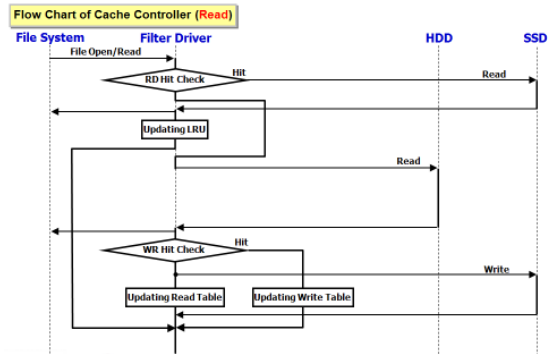 Flow Chart of Cache Controller (Read)
File System Filter Driver HDD SSD
File Open/Read
RD Hit Check Hit Read
Updating LRU
Read
WR Hit Check Hit
Write
Updating Read Table Updating Write Table